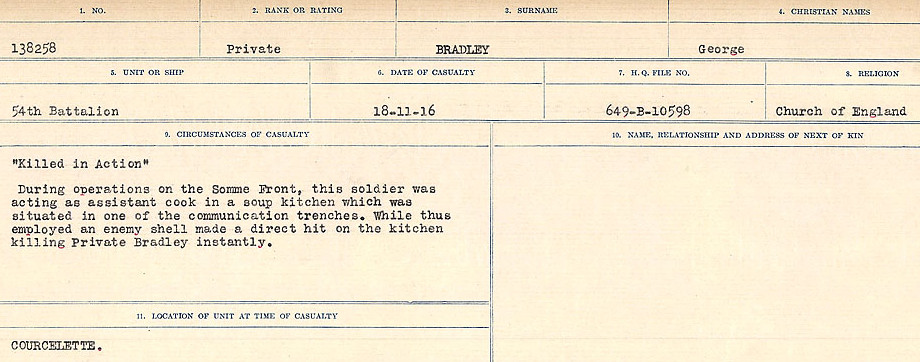 1. NO. 2. RANK OR RATING 3. SURNAME 4. CHRISTIAN NAMES
138258 Private BRADLEY George
5. UNIT OR SHIP 6. DATE OF CASUALTY 7. H.Q. FILE NO. 8. RELIGION
54th Battalion 18-11-16 649-B-10598 Church of England
9. CIRCUMSTANCES OF CASUALTY 10. NAME, RELATIONSHIP AND ADDRESS OF NEXT OF KIN
"Killed in Action"
During operations on the Somme Front, this soldier was
acting as assistant cook in a soup kitchen which was
situated in one of the communication trenches. While thus
employed an enemy shell made a direct hit on the kitchen
killing Private Bradley instantly.
11. LOCATION OF UNIT AT TIME OF CASUALTY
COURCELETTE.